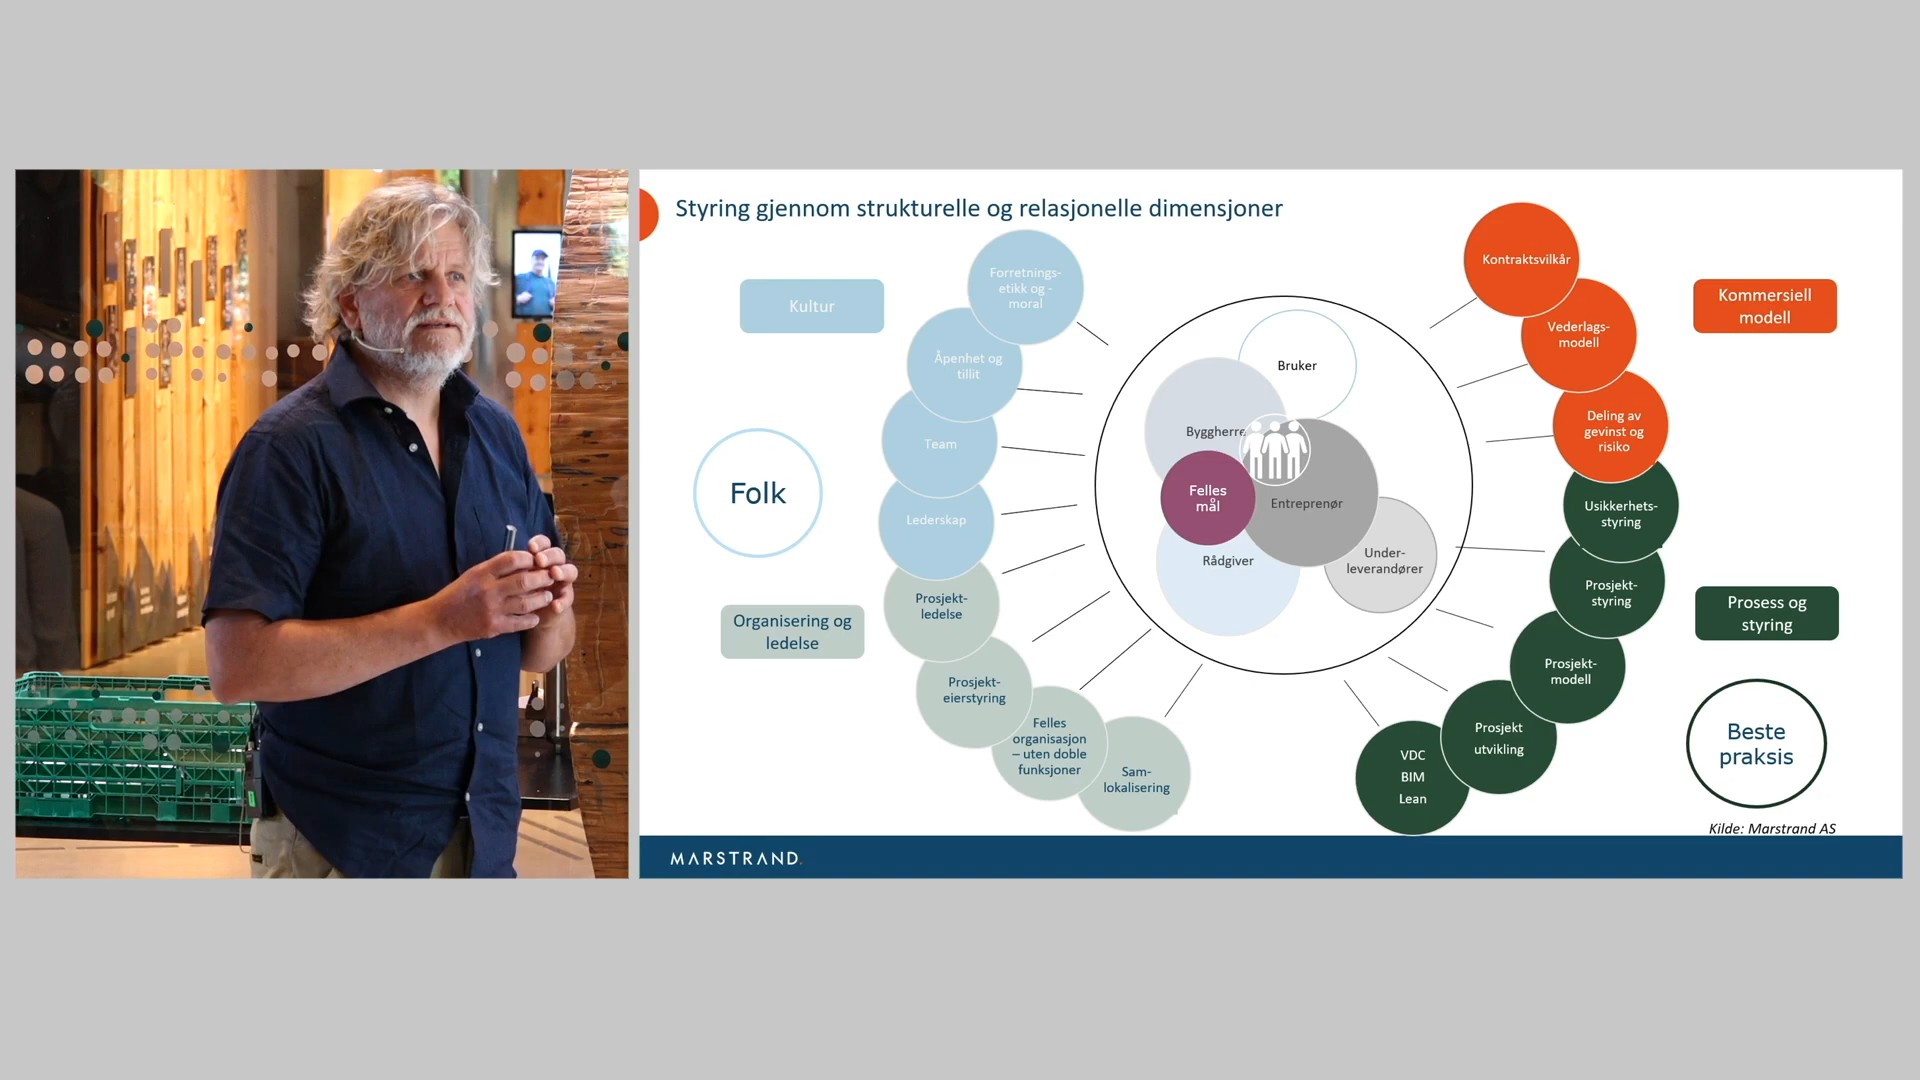 Styring gjennom strukturelle og relasjonelle dimensjoner
Kultur
Forretnings-
etikk og -
moral
Åpenhet og
tillit
Team
Lederskap
Folk
Organisering og
ledelse
Prosjekt-
ledelse
Prosjekt-
eierstyring
Felles
organisasjon
– uten doble
funksjoner
Sam-
lokalisering
Bruker
Byggherre
Felles
mål
Entreprenør
Rådgiver
Under-
leverandører
Kontraktsvilkår
Vederlags-
modell
Deling av
gevinst og
risiko
Kommersiell
modell
Usikkerhets-
styring
Prosjekt-
styring
Prosjekt-
modell
Prosjekt
utvikling
VDC
BIM
Lean
Prosess og
styring
Beste
praksis
Kilde: Marstrand AS
MARSTRAND.